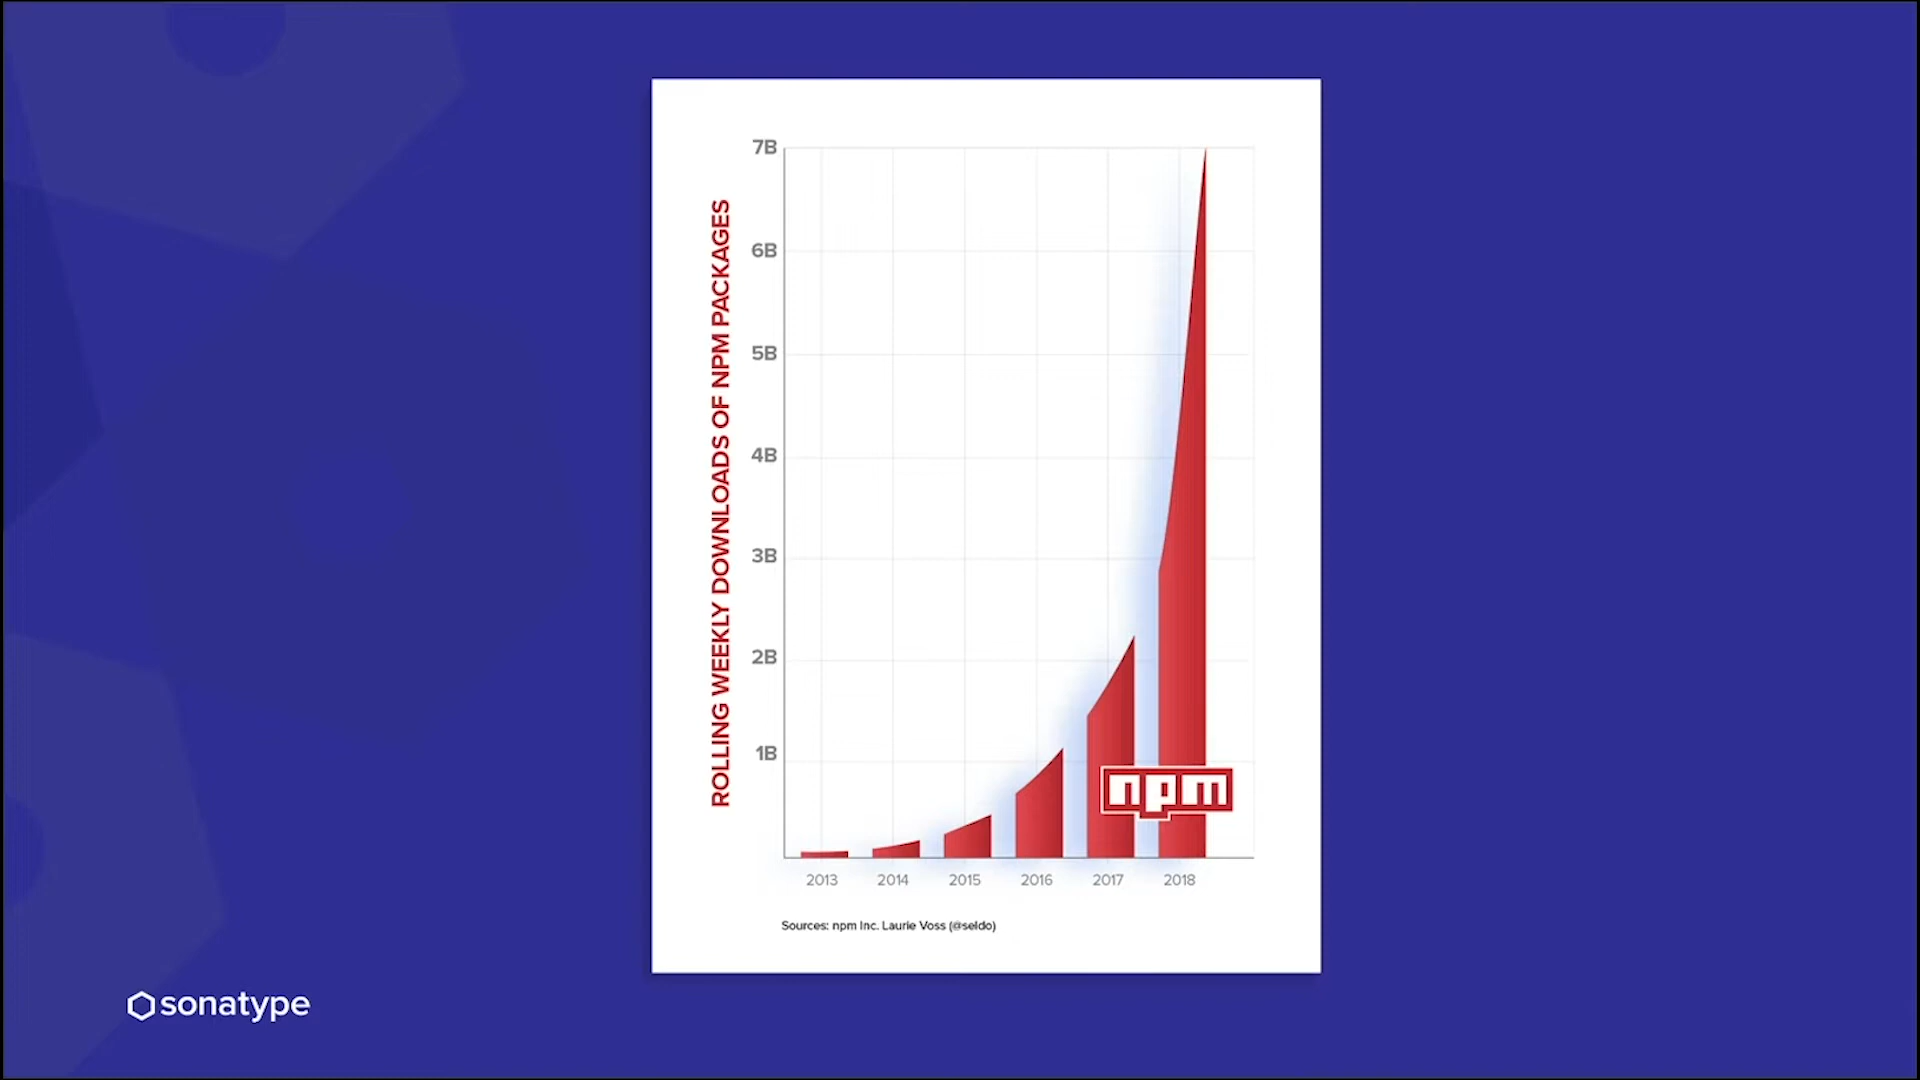 ROLLING WEEKLY DOWNLOADS OF NPM PACKAGES
7B
6B
5B
4B
3B
2B
1B
npm
2013 2014 2015 2016 2017 2018
Sources: npm Inc. Laurie Voss (@seldo)
sonatype